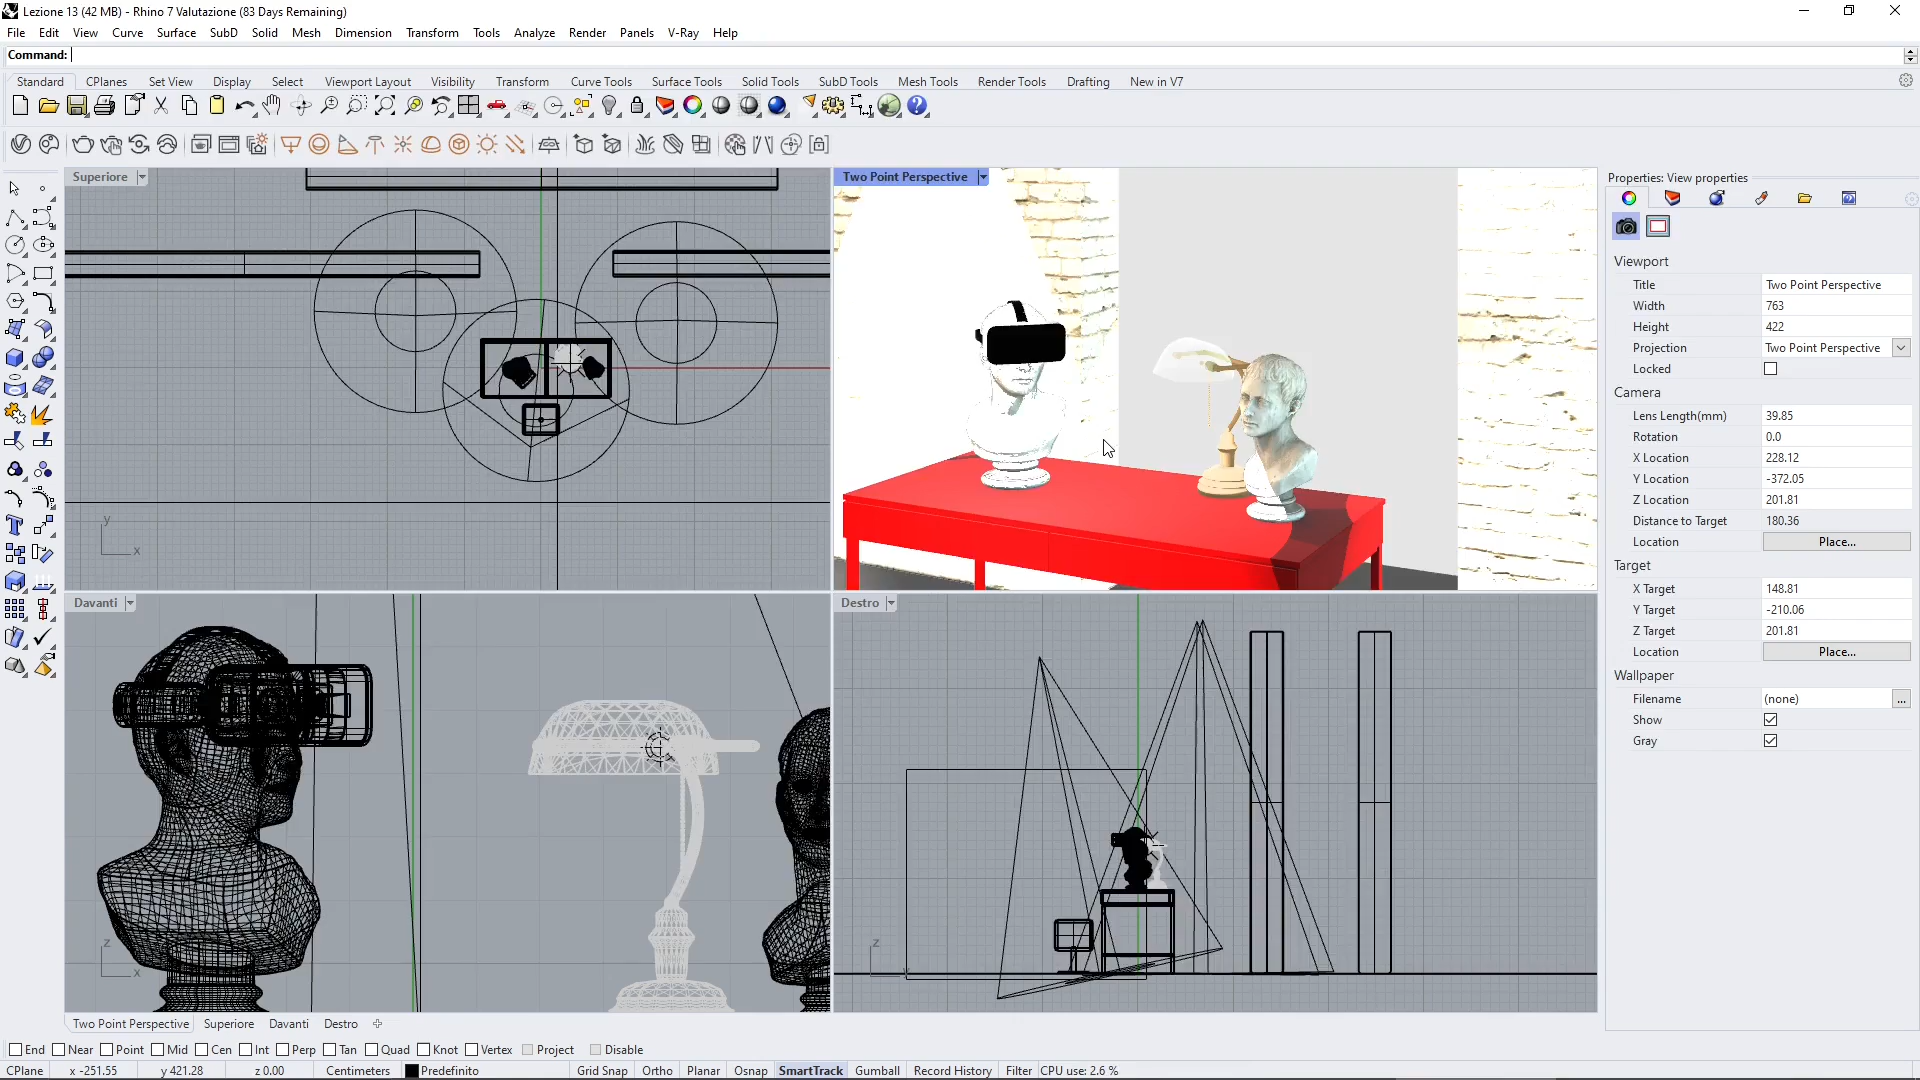 Lezione 13 (42 MB) - Rhino 7 Valutazione (83 Days Remaining)
File Edit View Curve Surface SubD Solid Mesh Dimension Transform Tools Analyze Render Panels V-Ray Help
Command:
Standard CPlanes Set View Display Select Viewport Layout Visibility Transform Curve Tools Surface Tools Solid Tools SubD Tools Mesh Tools Render Tools Drafting New in V7
Superiore
Two Point Perspective
y
x
Davanti
z
x
Destro
z
y
Properties: View properties
Viewport
Title Two Point Perspective
Width 763
Height 422
Projection Two Point Perspective
Locked
Camera
Lens Length(mm) 39.85
Rotation 0.0
X Location 228.12
Y Location -372.05
Z Location 201.81
Distance to Target 180.36
Location Place...
Target
X Target 148.81
Y Target -210.06
Z Target 201.81
Location Place...
Wallpaper
Filename (none) ...
Show
Gray
Two Point Perspective Superiore Davanti Destro
End Near Point Mid Cen Int Perp Tan Quad Knot Vertex Project Disable
CPlane x -251.55 y 421.28 z 0.00 Centimeters Predefinito Grid Snap Ortho Planar Osnap SmartTrack Gumball Record History Filter CPU use: 2.6 %